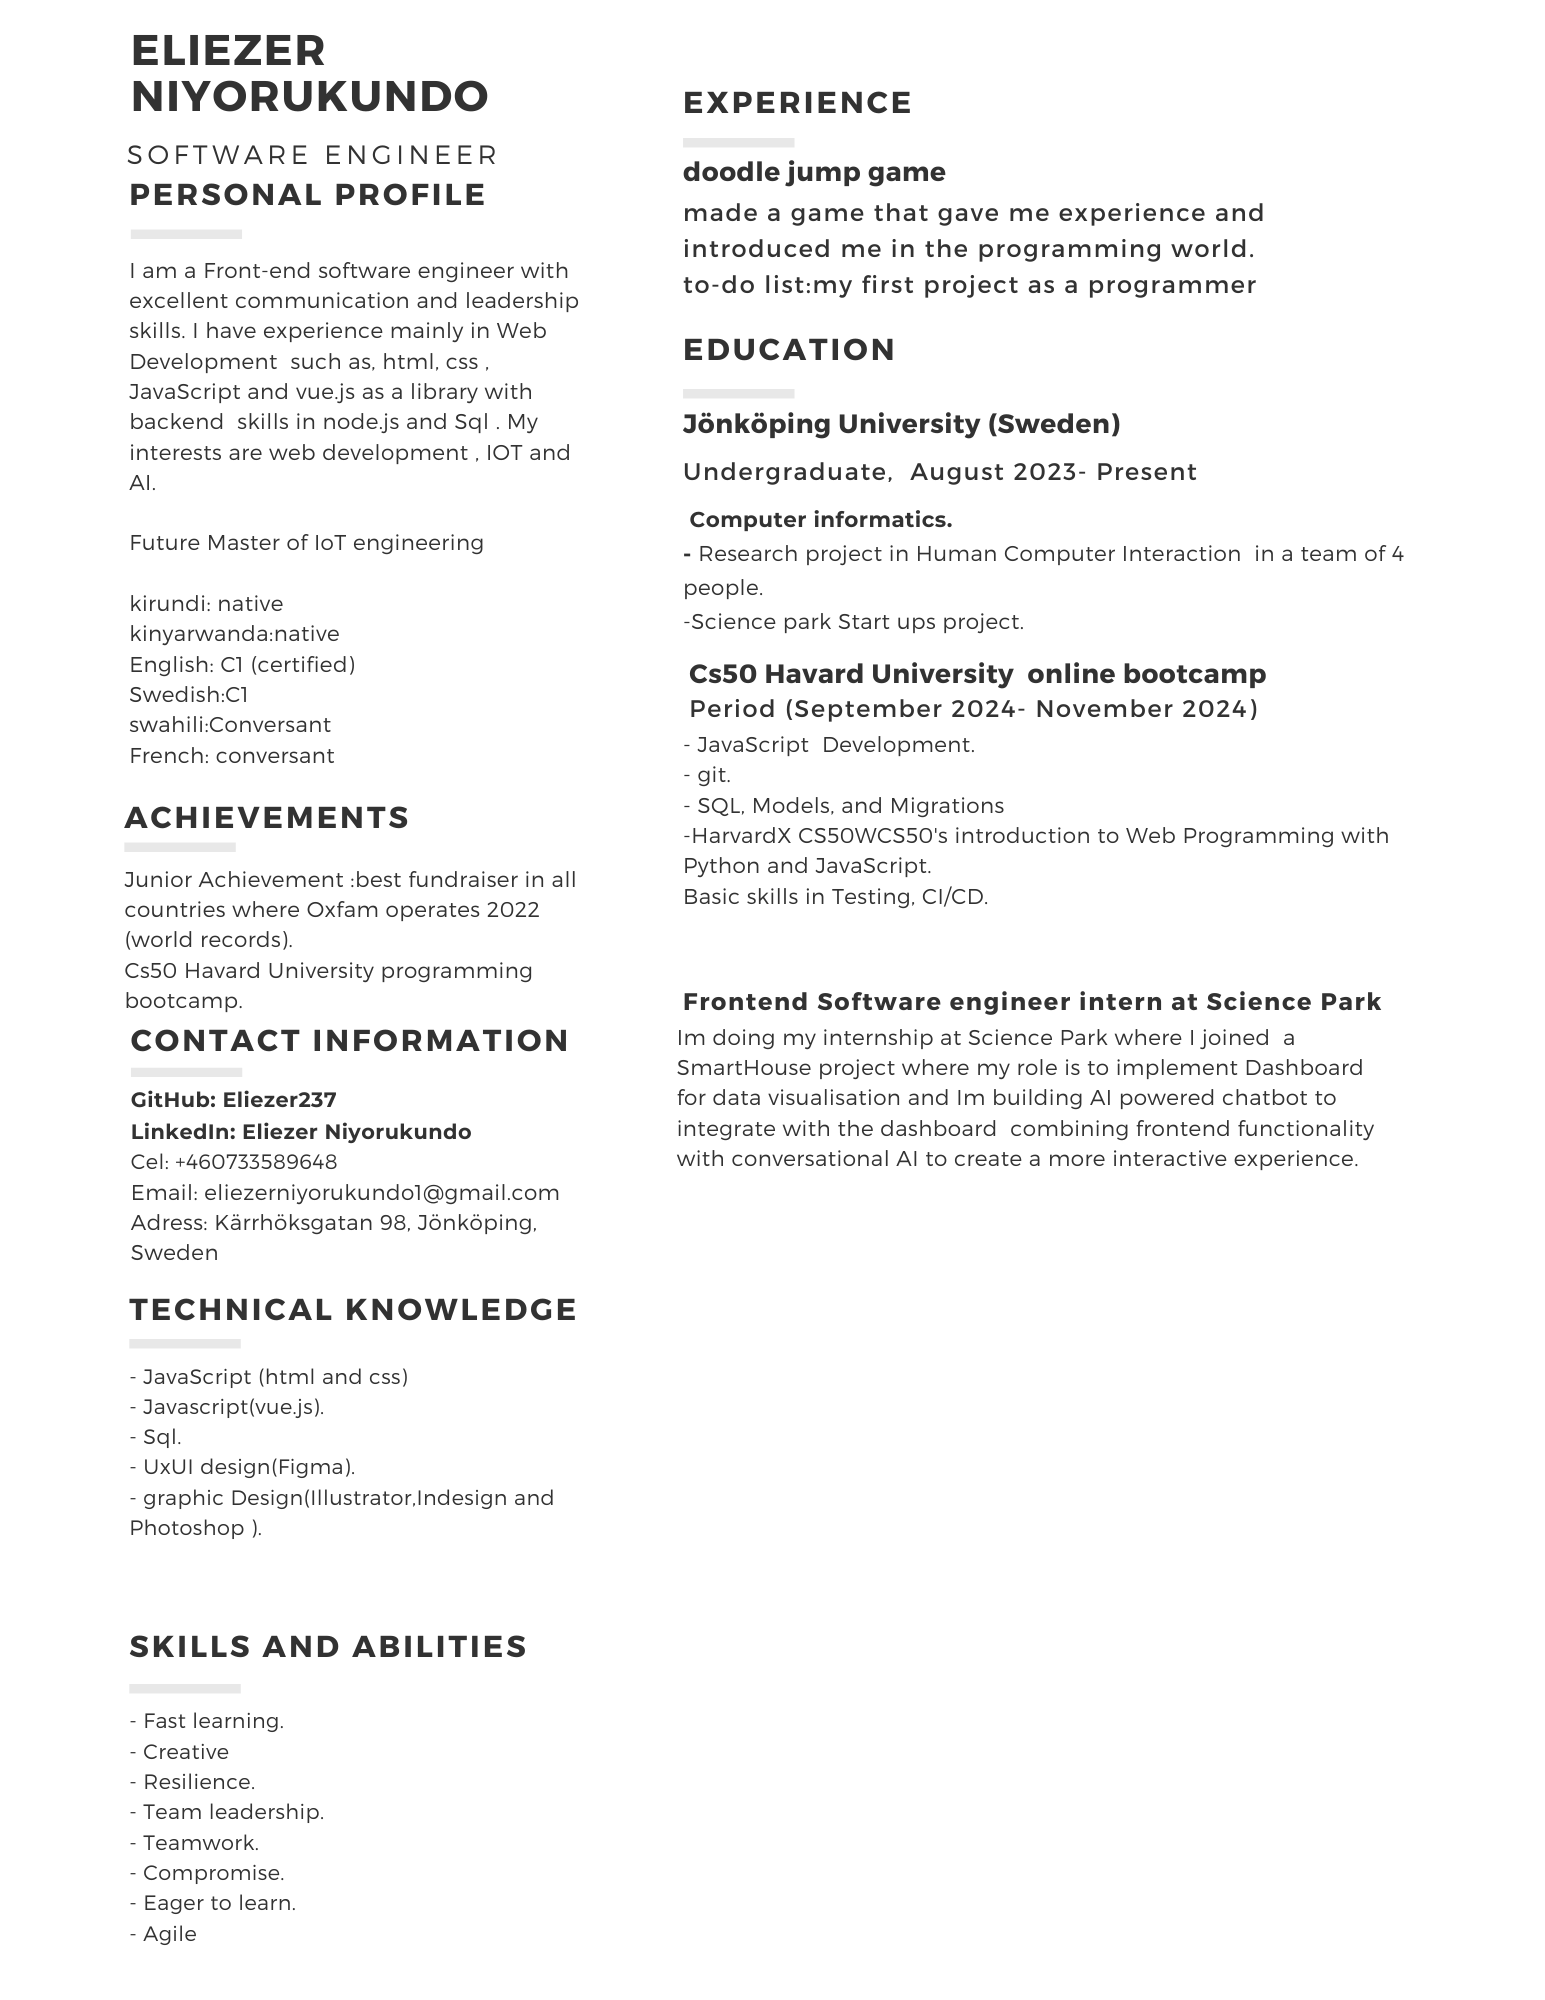 ELIEZER
NIYORUKUNDO
SOFTWARE ENGINEER
PERSONAL PROFILE
I am a Front-end software engineer with
excellent communication and leadership
skills. I have experience mainly in Web
Development  such as, html, css ,
JavaScript and vue.js as a library with
backend  skills in node.js and Sql . My
interests are web development , IOT and
AI.
Future Master of IoT engineering
kirundi: native
kinyarwanda:native
English: C1 (certified)
Swedish:C1
swahili:Conversant
French: conversant
ACHIEVEMENTS
Junior Achievement :best fundraiser in all
countries where Oxfam operates 2022
(world records).
Cs50 Havard University programming
bootcamp.
CONTACT INFORMATION
GitHub: Eliezer237
LinkedIn: Eliezer Niyorukundo
Cel: +460733589648
Email: eliezerniyorukundo1@gmail.com
Adress: Kärrhöksgatan 98, Jönköping,
Sweden
TECHNICAL KNOWLEDGE
- JavaScript (html and css)
- Javascript(vue.js).
- Sql.
- UxUI design(Figma).
- graphic Design(Illustrator,Indesign and
Photoshop ).
SKILLS AND ABILITIES
- Fast learning.
- Creative
- Resilience.
- Team leadership.
- Teamwork.
- Compromise.
- Eager to learn.
- Agile
EXPERIENCE
doodle jump game
made a game that gave me experience and
introduced me in the programming world.
to-do list:my first project as a programmer
EDUCATION
Jönköping University (Sweden)
Undergraduate,  August 2023- Present
Computer informatics.
- Research project in Human Computer Interaction  in a team of 4
people.
-Science park Start ups project.
Cs50 Havard University  online bootcamp
Period (September 2024- November 2024)
- JavaScript  Development.
- git.
- SQL, Models, and Migrations
-HarvardX CS50WCS50's introduction to Web Programming with
Python and JavaScript.
Basic skills in Testing, CI/CD.
Frontend Software engineer intern at Science Park
Im doing my internship at Science Park where I joined  a
SmartHouse project where my role is to implement Dashboard
for data visualisation and Im building AI powered chatbot to
integrate with the dashboard  combining frontend functionality
with conversational AI to create a more interactive experience.